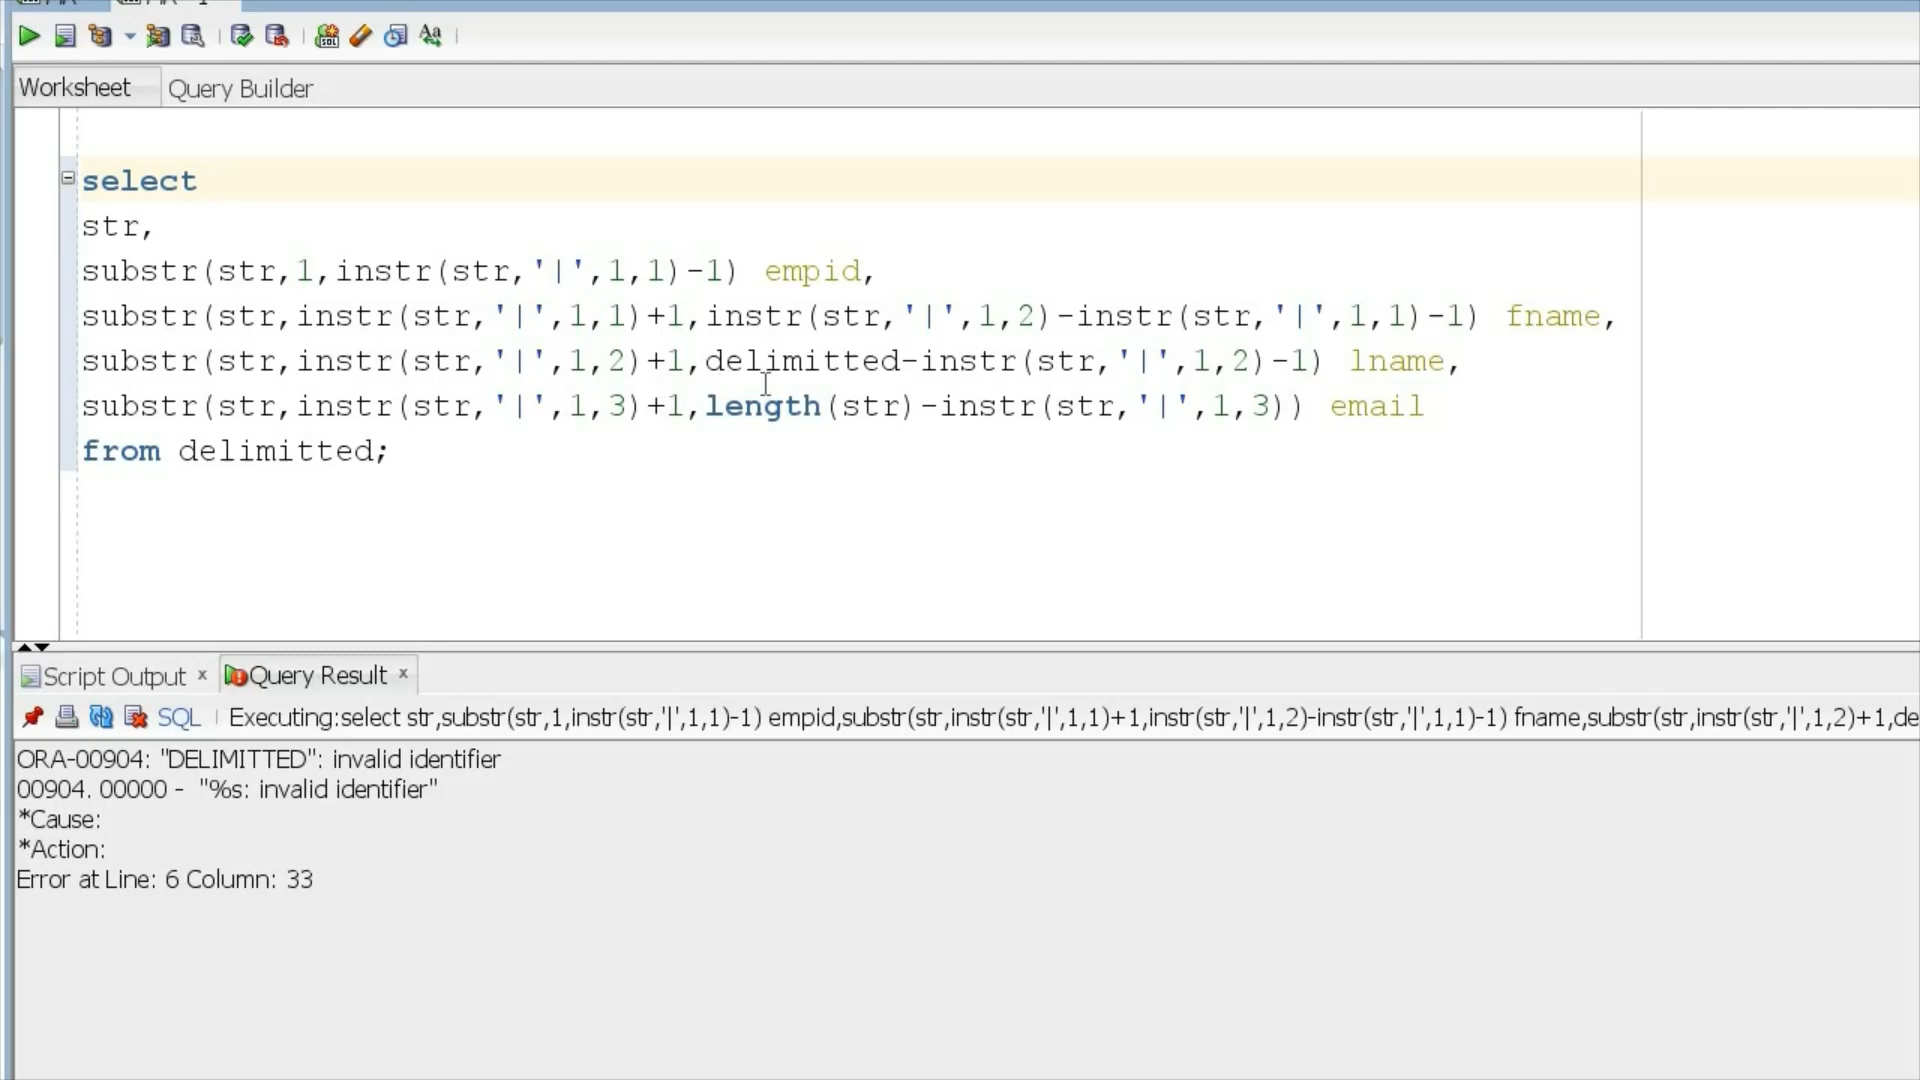 Worksheet Query Builder
select
str,
substr(str,1,instr(str,'|',1,1)-1) empid,
substr(str,instr(str,'|',1,1)+1,instr(str,'|',1,2)-instr(str,'|',1,1)-1) fname,
substr(str,instr(str,'|',1,2)+1,delimitted-instr(str,'|',1,2)-1) lname,
substr(str,instr(str,'|',1,3)+1,length(str)-instr(str,'|',1,3)) email
from delimitted;
Script Output x Query Result x
SQL Executing:select str,substr(str,1,instr(str,'|',1,1)-1) empid,substr(str,instr(str,'|',1,1)+1,instr(str,'|',1,2)-instr(str,'|',1,1)-1) fname,substr(str,instr(str,'|',1,2)+1,de
ORA-00904: "DELIMITTED": invalid identifier
00904. 00000 - "%s: invalid identifier"
*Cause:
*Action:
Error at Line: 6 Column: 33